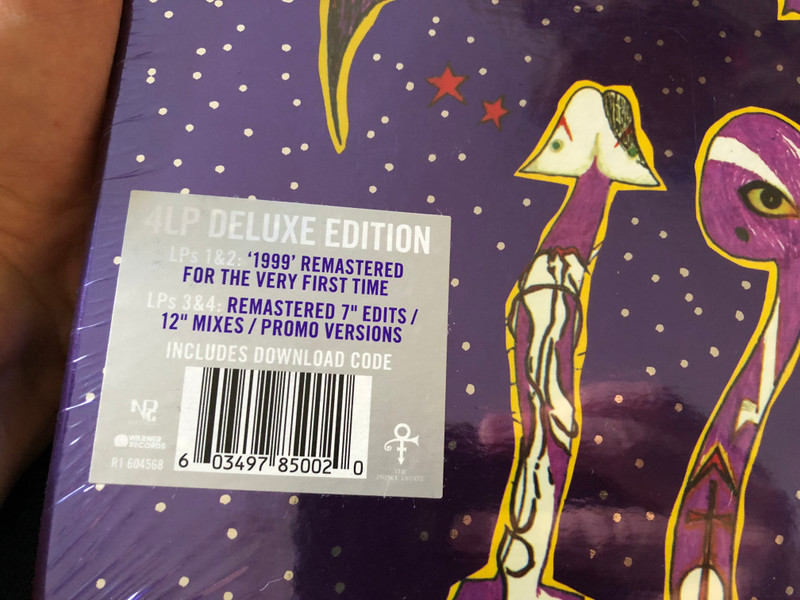 4LP DELUXE EDITION
LPs 1&2: '1999' REMASTERED
FOR THE VERY FIRST TIME
LPs 3&4: REMASTERED 7" EDITS /
12" MIXES / PROMO VERSIONS
INCLUDES DOWNLOAD CODE
NPG
WARNER
RECORDS
R1 604568
6 03497 85002 0
THE
PRINCE ESTATE